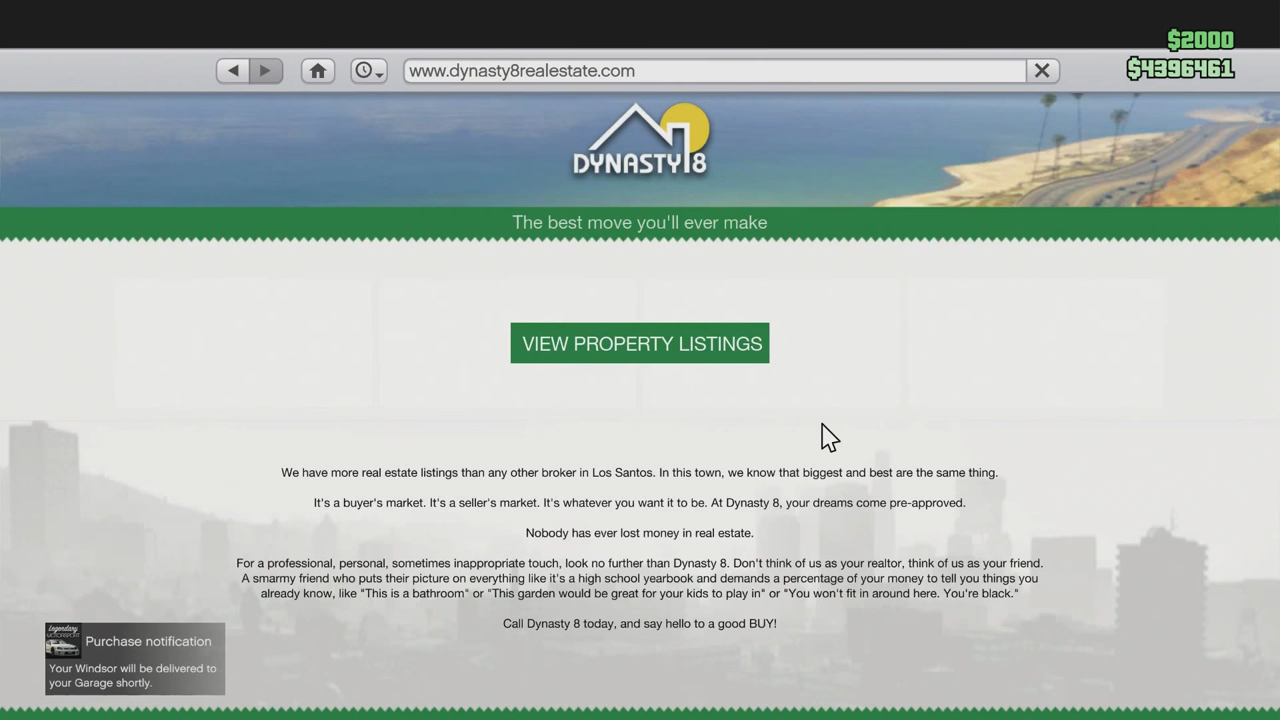 $2000
$4396461
www.dynasty8realestate.com
DYNASTY 8
The best move you'll ever make
VIEW PROPERTY LISTINGS
We have more real estate listings than any other broker in Los Santos. In this town, we know that biggest and best are the same thing.
It's a buyer's market. It's a seller's market. It's whatever you want it to be. At Dynasty 8, your dreams come pre-approved.
Nobody has ever lost money in real estate.
For a professional, personal, sometimes inappropriate touch, look no further than Dynasty 8. Don't think of us as your realtor, think of us as your friend.
A smarmy friend who puts their picture on everything like it's a high school yearbook and demands a percentage of your money to tell you things you
already know, like "This is a bathroom" or "This garden would be great for your kids to play in" or "You won't fit in around here. You're black."
Call Dynasty 8 today, and say hello to a good BUY!
Legendary
MOTORSPORT
Purchase notification
Your Windsor will be delivered to
your Garage shortly.